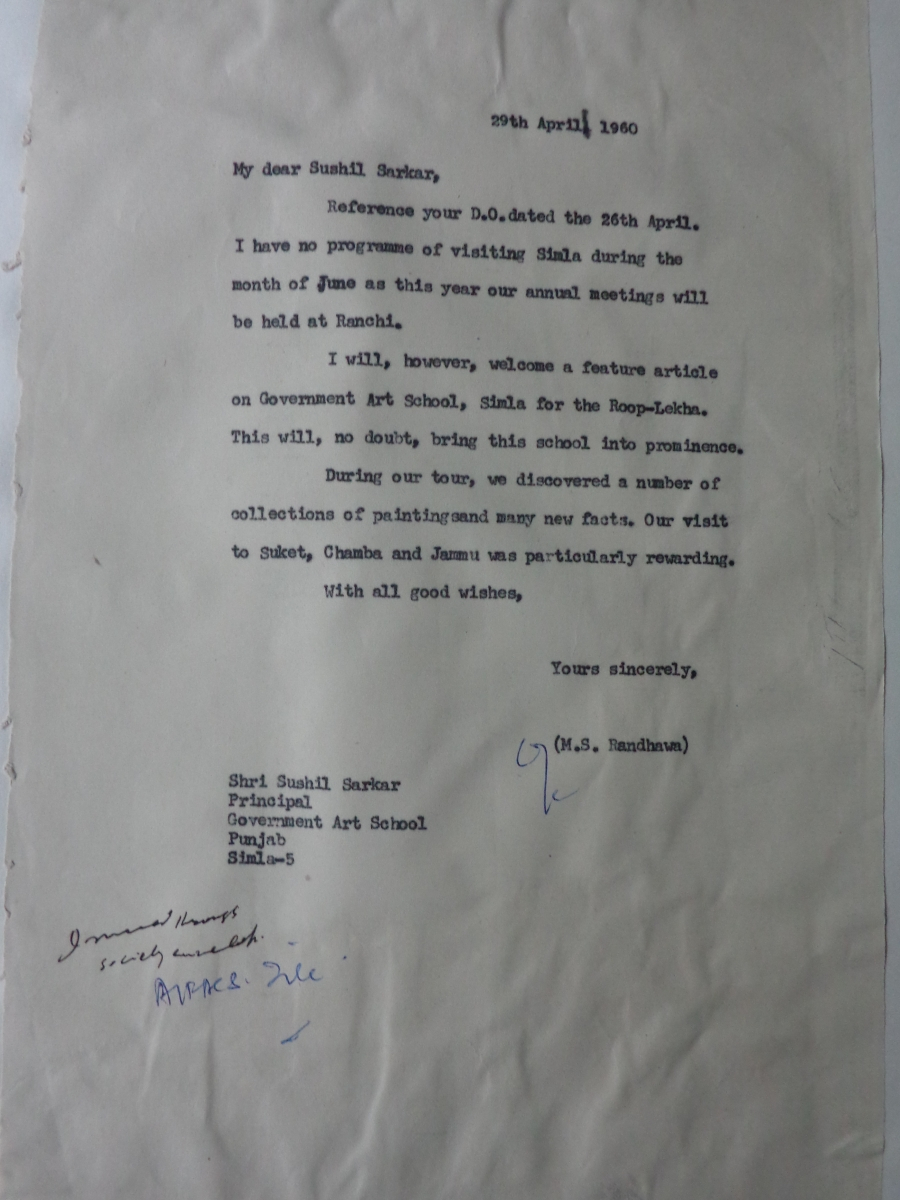 29th April, 1960
My dear Sushil Sarkar,
Reference your D.O.dated the 26th April.
I have no programme of visiting Simla during the
month of June as this year our annual meetings will
be held at Ranchi.
I will, however, welcome a feature article
on Government Art School, Simla for the Roop-Lekha.
This will, no doubt, bring this school into prominence.
During our tour, we discovered a number of
collections of paintingsand many new facts. Our visit
to Suket, Chamba and Jammu was particularly rewarding.
With all good wishes,
Yours sincerely,
(M.S. Randhawa)
Shri Sushil Sarkar
Principal
Government Art School
Punjab
Simla-5
society
AIFACS. File